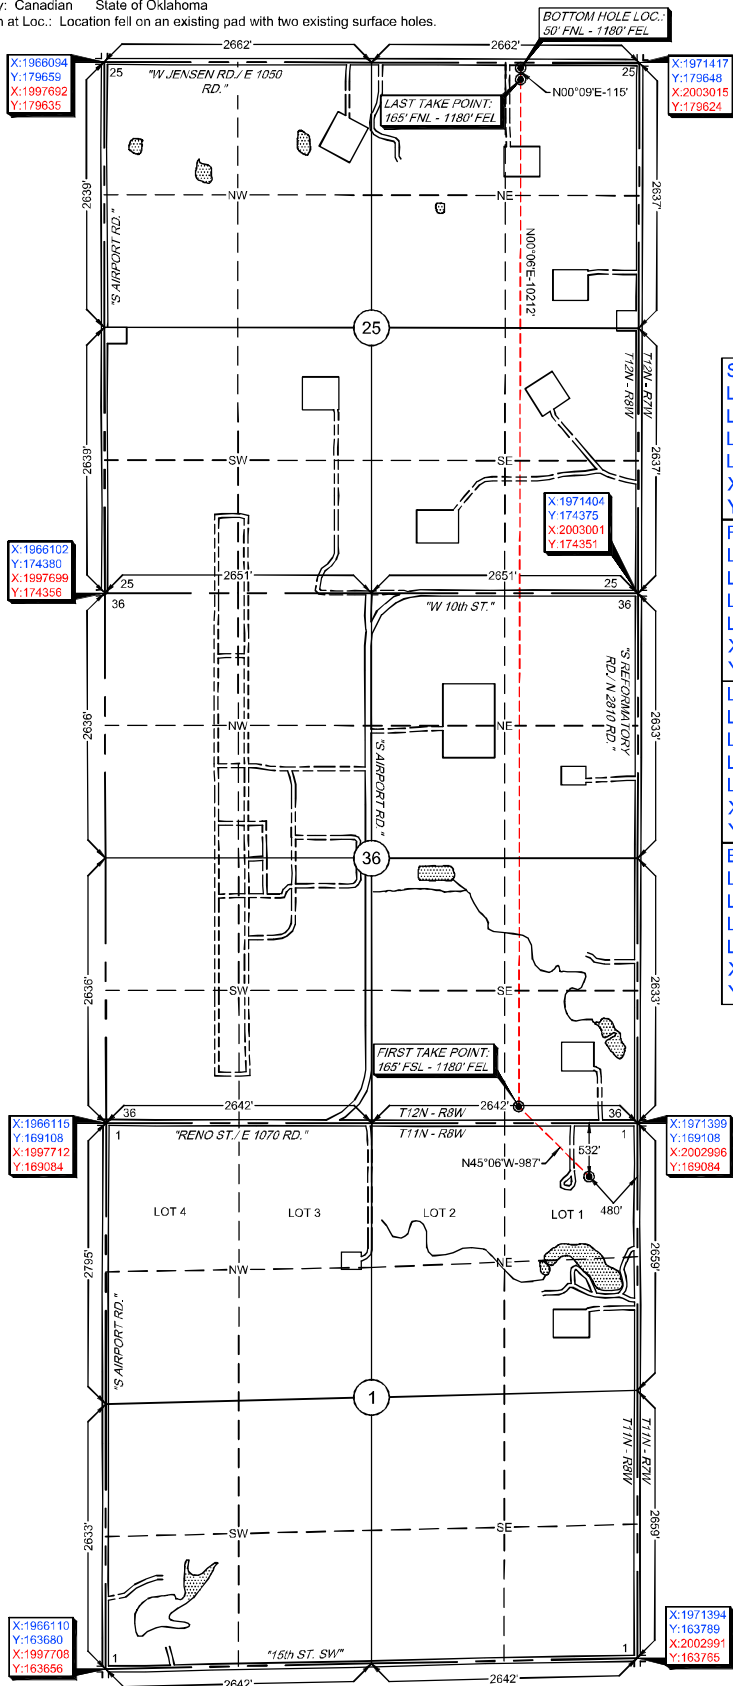 y: Canadian State of Oklahoma
n at Loc.: Location fell on an existing pad with two existing surface holes.
BOTTOM HOLE LOC.:
50' FNL - 1180' FEL
2662'
2662'
X:1966094
Y:179659
X:1997692
Y:179635
X:1971417
Y:179648
X:2003015
Y:179624
25
"W JENSEN RD./ E 1050
RD."
25
N00°09'E-115'
LAST TAKE POINT:
165' FNL - 1180' FEL
2639'
NW
NE
2637'
"S AIRPORT RD."
N00°06'E-10212'
25
T12N - R8W
T12N - R7W
2639'
SW
SE
2637'
X:1971404
Y:174375
X:2003001
Y:174351
X:1966102
Y:174380
X:1997699
Y:174356
25
2651'
2651'
25
36
"W 10th ST."
36
"S REFORMATORY
RD./ N 2810 RD."
2636'
NW
NE
2633'
"S AIRPORT RD."
36
2636'
SW
SE
2633'
FIRST TAKE POINT:
165' FSL - 1180' FEL
36
2642'
T12N - R8W
2642'
36
X:1966115
Y:169108
X:1997712
Y:169084
X:1971399
Y:169108
X:2002996
Y:169084
1
"RENO ST./ E 1070 RD."
T11N - R8W
1
532'
N45°06'W-987'
480'
LOT 4
LOT 3
LOT 2
LOT 1
2795'
NW
NE
2659'
"S AIRPORT RD."
1
T11N - R8W
T11N - R7W
2633'
SW
SE
2659'
X:1966110
Y:163680
X:1997708
Y:163656
X:1971394
Y:163789
X:2002991
Y:163765
1
"15th ST. SW"
1
2642'
2642'